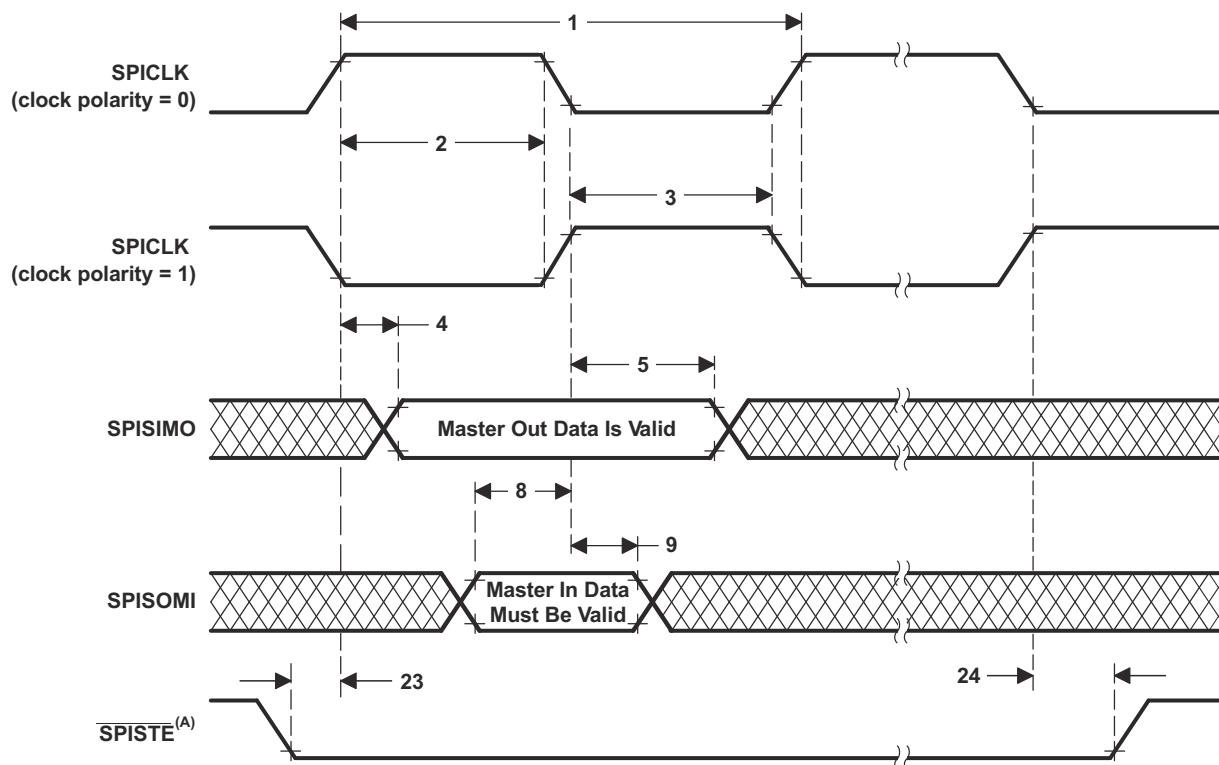 1
SPICLK
(clock polarity = 0)
2
3
SPICLK
(clock polarity = 1)
4
5
SPISIMO
Master Out Data Is Valid
8
9
SPISOMI
Master In Data
Must Be Valid
23
24
SPISTE(A)